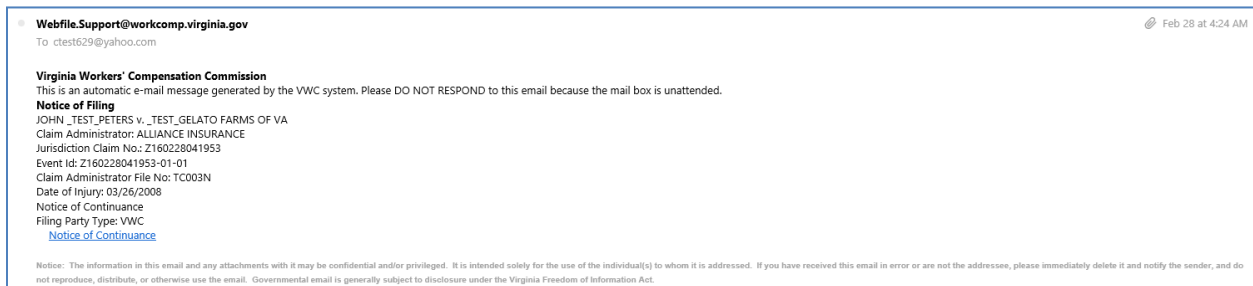 Webfile.Support@workcomp.virginia.gov
Feb 28 at 4:24 AM
To ctest629@yahoo.com
Virginia Workers' Compensation Commission
This is an automatic e-mail message generated by the VWC system. Please DO NOT RESPOND to this email because the mail box is unattended.
Notice of Filing
JOHN _TEST_PETERS v. _TEST_GELATO FARMS OF VA
Claim Administrator: ALLIANCE INSURANCE
Jurisdiction Claim No.: Z160228041953
Event Id: Z160228041953-01-01
Claim Administrator File No: TC003N
Date of Injury: 03/26/2008
Notice of Continuance
Filing Party Type: VWC
Notice of Continuance
Notice: The information in this email and any attachments with it may be confidential and/or privileged. It is intended solely for the use of the individual(s) to whom it is addressed. If you have received this email in error or are not the addressee, please immediately delete it and notify the sender, and do
not reproduce, distribute, or otherwise use the email. Governmental email is generally subject to disclosure under the Virginia Freedom of Information Act.